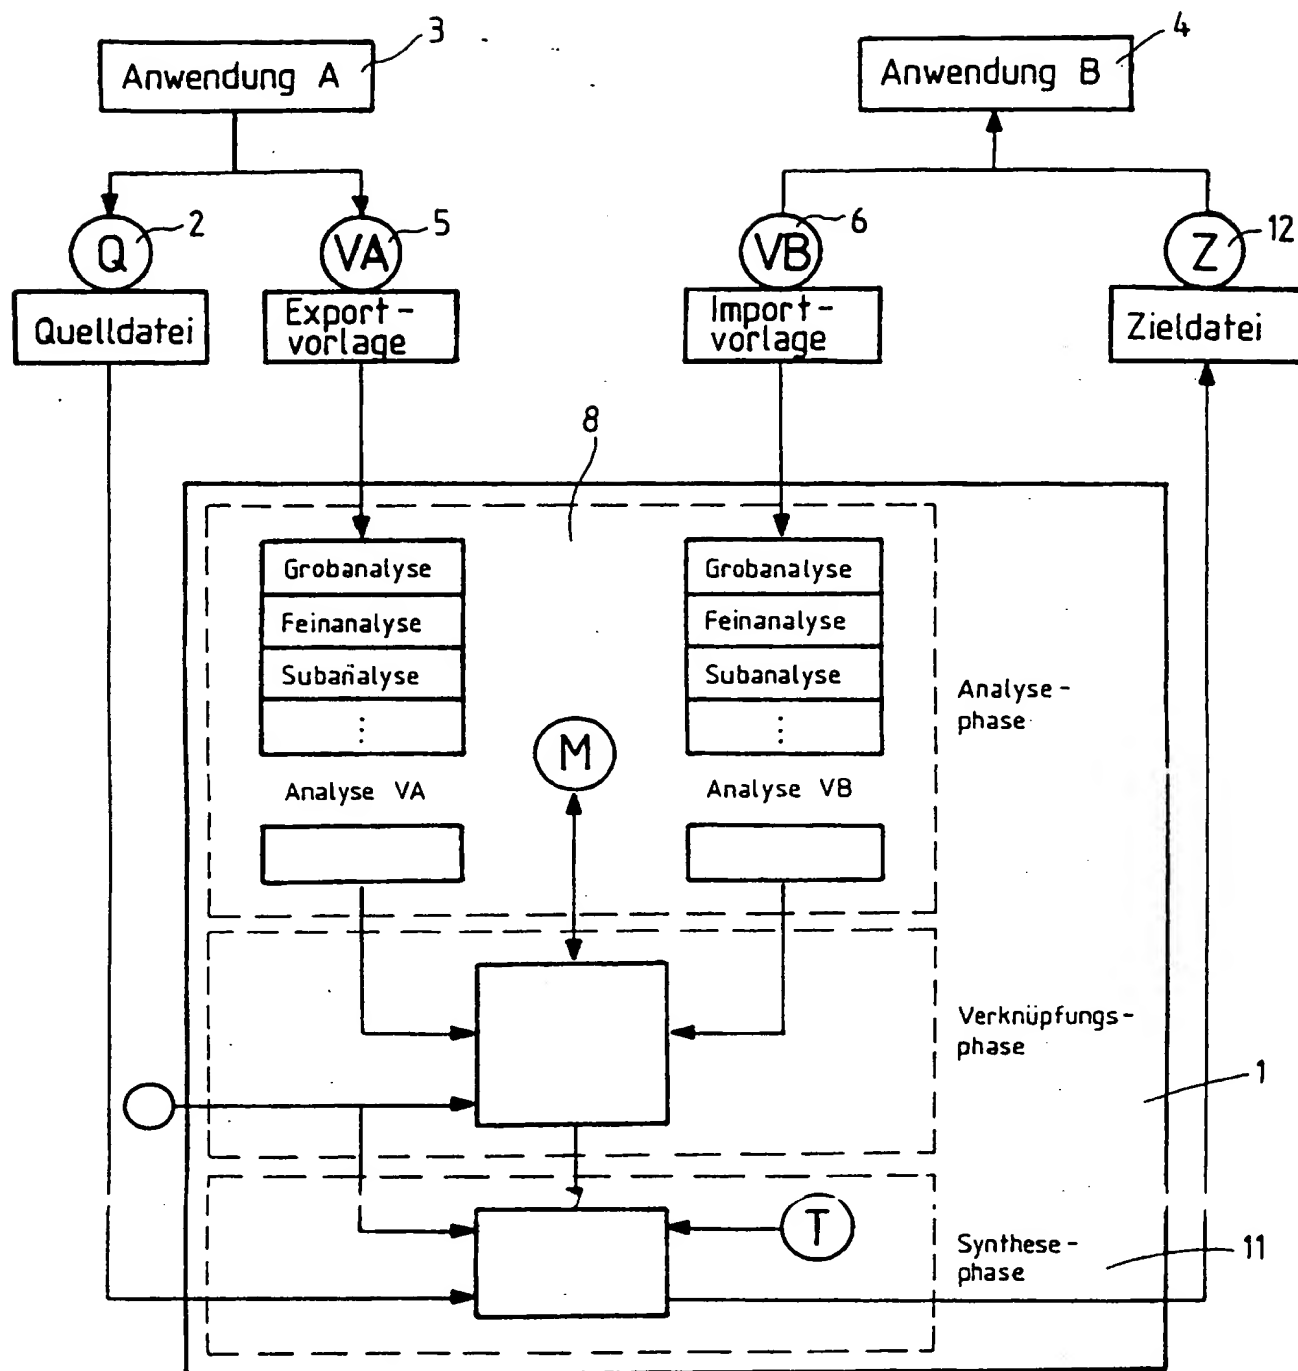 3
4
Anwendung A
Anwendung B
2
5
6
12
Q
VA
VB
Z
Quelldatei
Export-
vorlage
Import-
vorlage
Zieldatei
8
Grobanalyse
Feinanalyse
Subanalyse
⋮
Grobanalyse
Feinanalyse
Subanalyse
⋮
Analyse-
phase
M
Analyse VA
Analyse VB
Verknüpfungs-
phase
1
T
Synthese-
phase
11